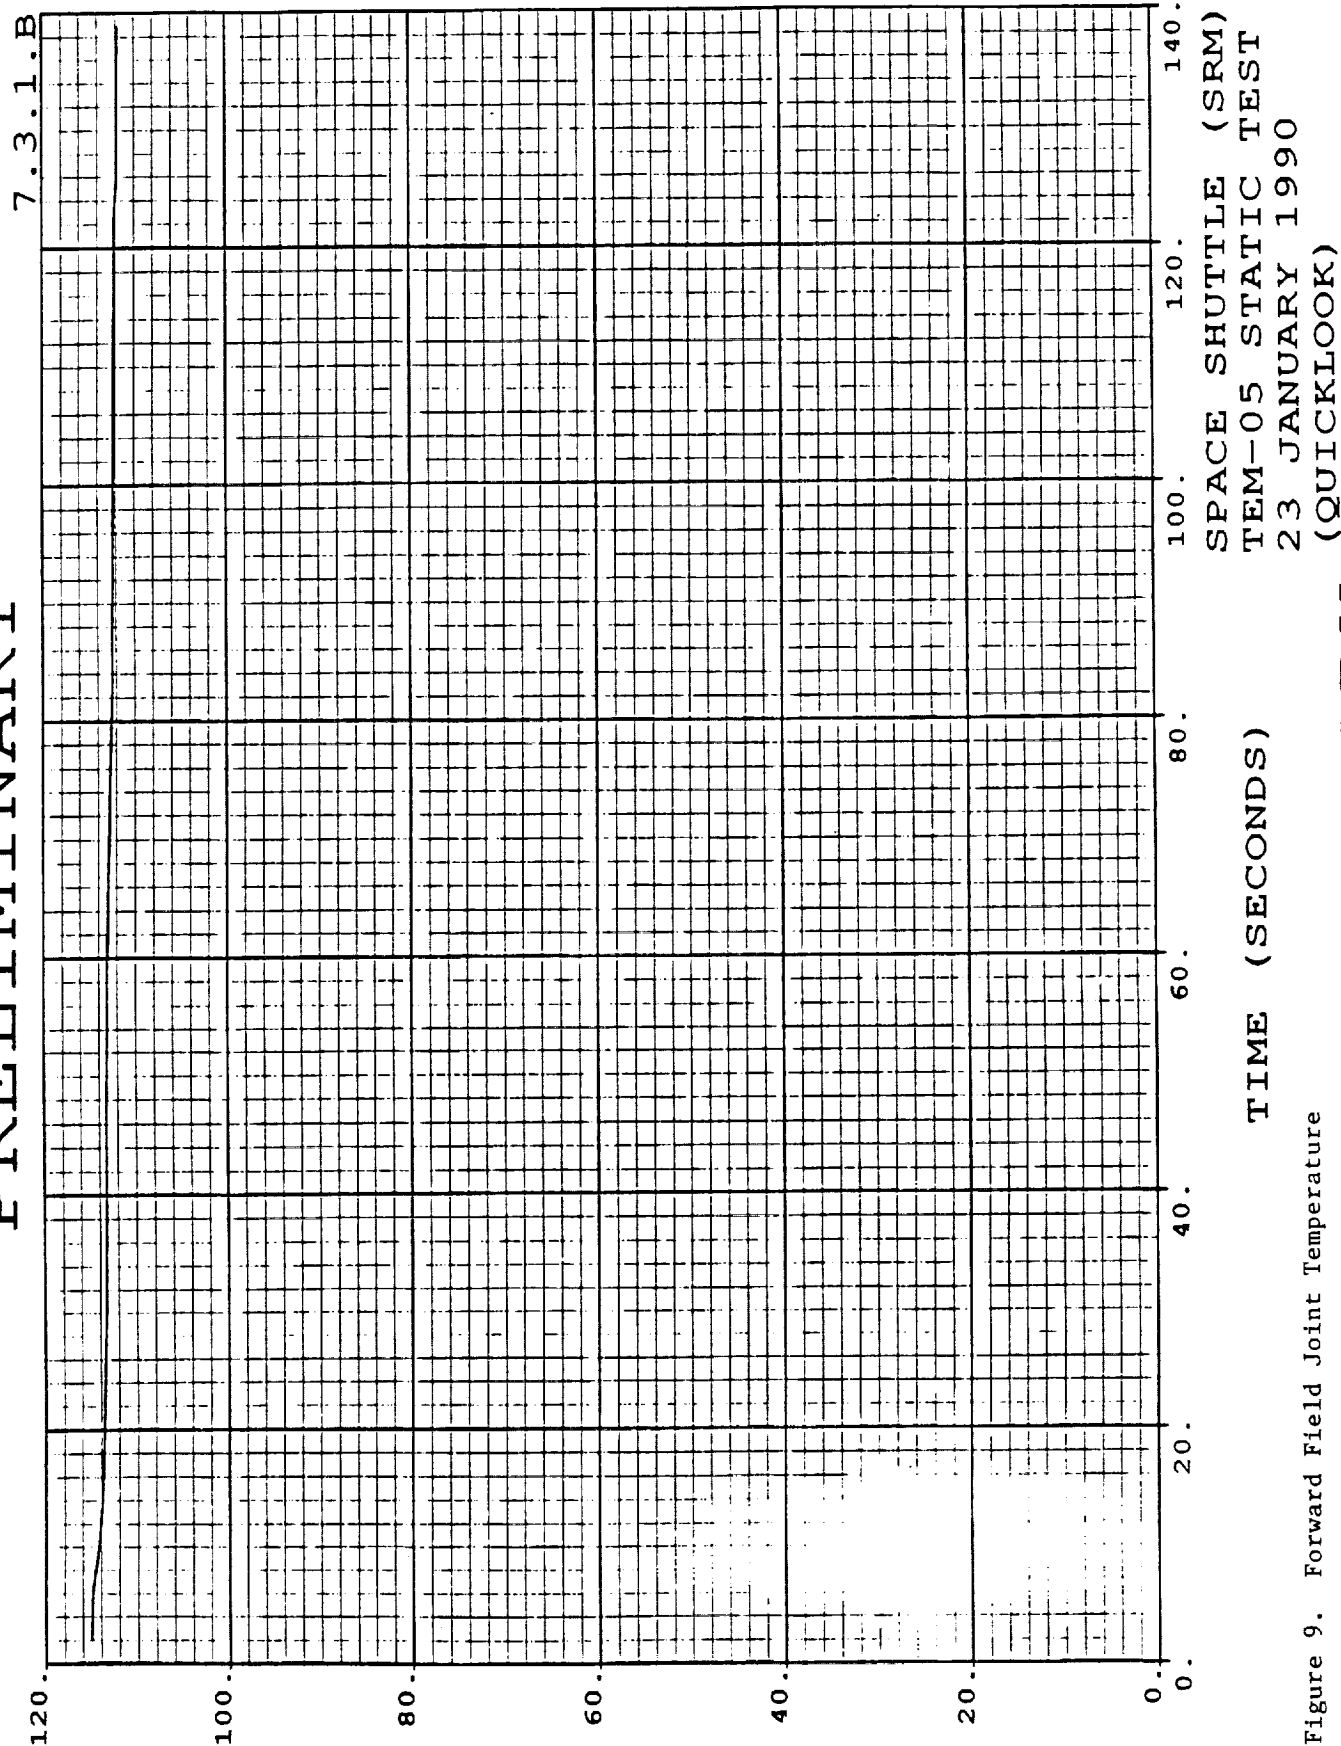 PRELIMINARY
7.3.1.B
120.
100.
80.
60.
40.
20.
0.
0. 20. 40. 60. 80. 100. 120. 140.
TIME (SECONDS)
SPACE SHUTTLE (SRM)
TEM-05 STATIC TEST
23 JANUARY 1990
(QUICKLOOK)
Figure 9. Forward Field Joint Temperature